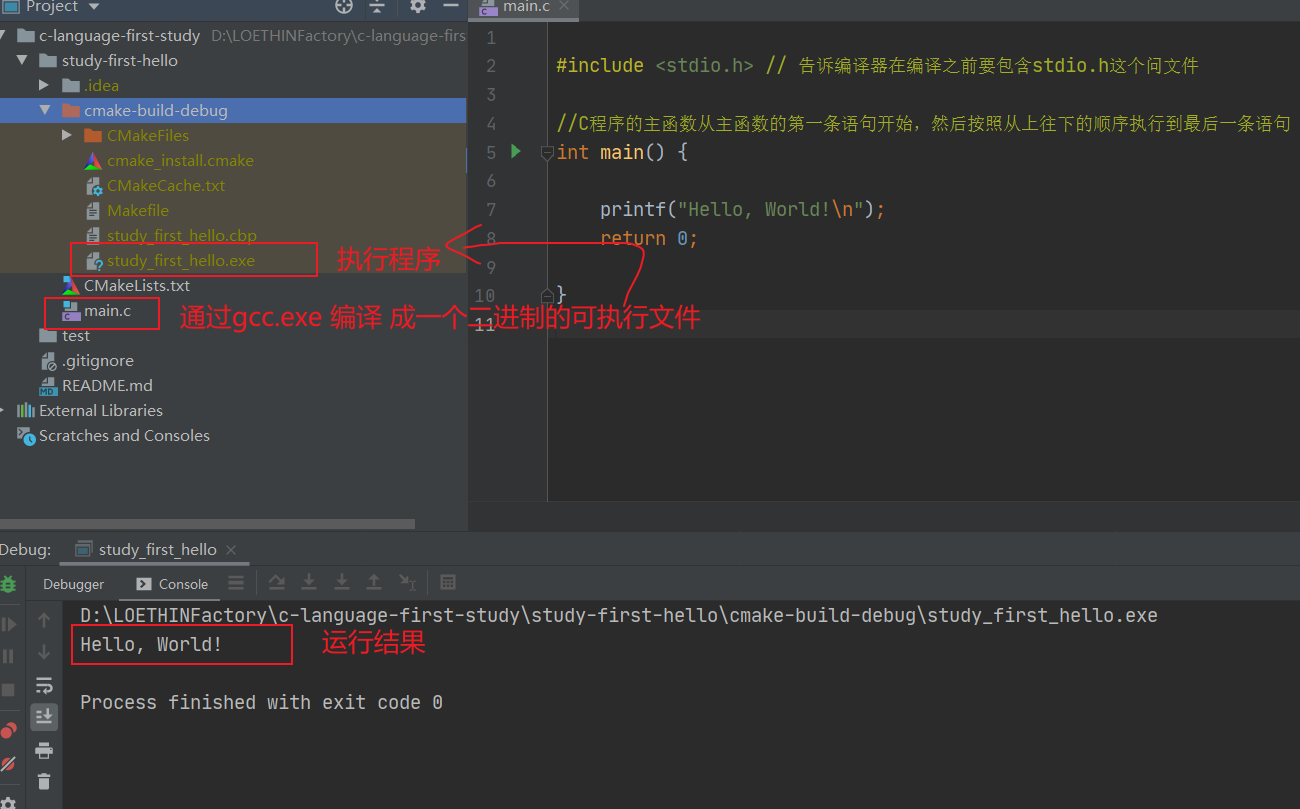 Project
main.c
c-language-first-study D:\LOETHINFactory\c-language-firs
study-first-hello
.idea
cmake-build-debug
CMakeFiles
cmake_install.cmake
CMakeCache.txt
Makefile
study_first_hello.cbp
study_first_hello.exe
执行程序
CMakeLists.txt
main.c
通过gcc.exe 编译 成一个二进制的可执行文件
test
.gitignore
README.md
External Libraries
Scratches and Consoles
1
2 #include <stdio.h> // 告诉编译器在编译之前要包含stdio.h这个问文件
3
4 //C程序的主函数从主函数的第一条语句开始，然后按照从上往下的顺序执行到最后一条语句
5 int main() {
6
7 printf("Hello, World!\n");
8 return 0;
9
10 }
11
Debug: study_first_hello
Debugger Console
D:\LOETHINFactory\c-language-first-study\study-first-hello\cmake-build-debug\study_first_hello.exe
Hello, World!
运行结果
Process finished with exit code 0